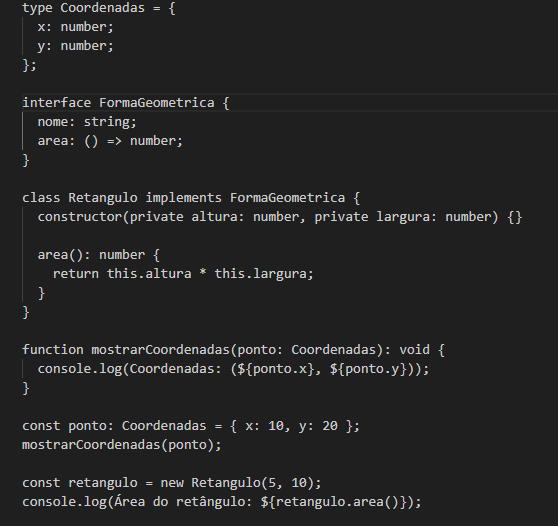 type Coordenadas = {
  x: number;
  y: number;
};

interface FormaGeometrica {
  nome: string;
  area: () => number;
}

class Retangulo implements FormaGeometrica {
  constructor(private altura: number, private largura: number) {}

  area(): number {
    return this.altura * this.largura;
  }
}

function mostrarCoordenadas(ponto: Coordenadas): void {
  console.log(Coordenadas: (${ponto.x}, ${ponto.y}));
}

const ponto: Coordenadas = { x: 10, y: 20 };
mostrarCoordenadas(ponto);

const retangulo = new Retangulo(5, 10);
console.log(Área do retângulo: ${retangulo.area()});